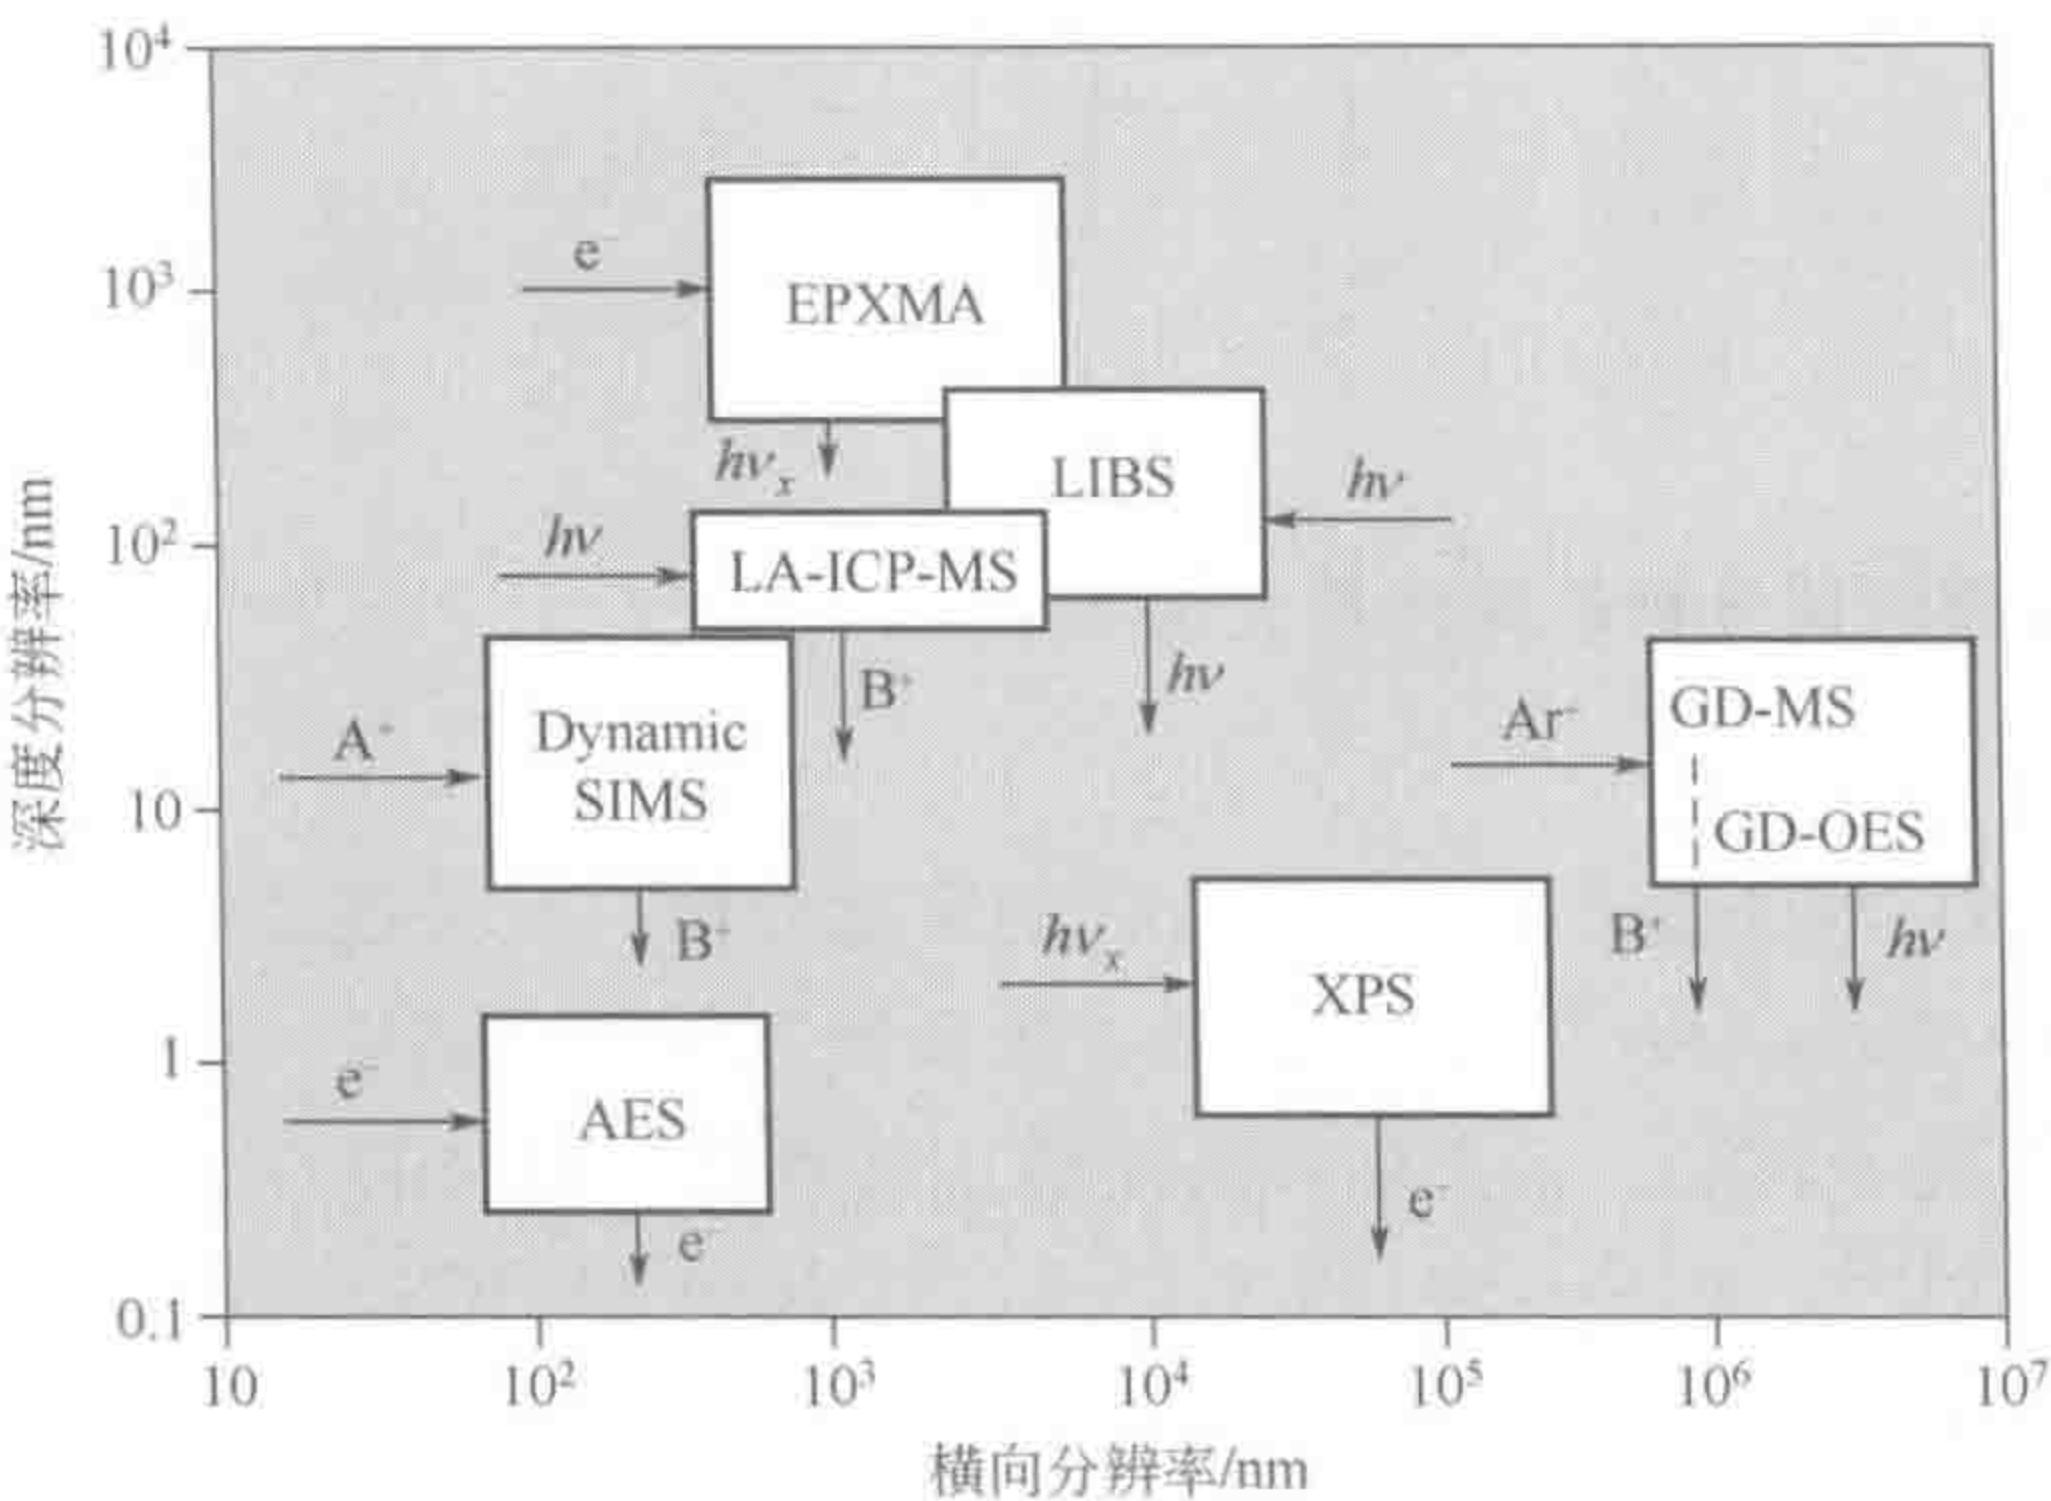 10⁴
e⁻
10³
EPXMA
hνₓ
LIBS
hν
hν
10²
LA-ICP-MS
B⁺
hν
GD-MS
Ar⁺
A⁺
Dynamic
SIMS
10
GD-OES
B⁺
hνₓ
B⁺
hν
XPS
1
e⁻
AES
e⁻
e⁻
0.1
深度分辨率/nm
10
10²
10³
10⁴
10⁵
10⁶
10⁷
横向分辨率/nm